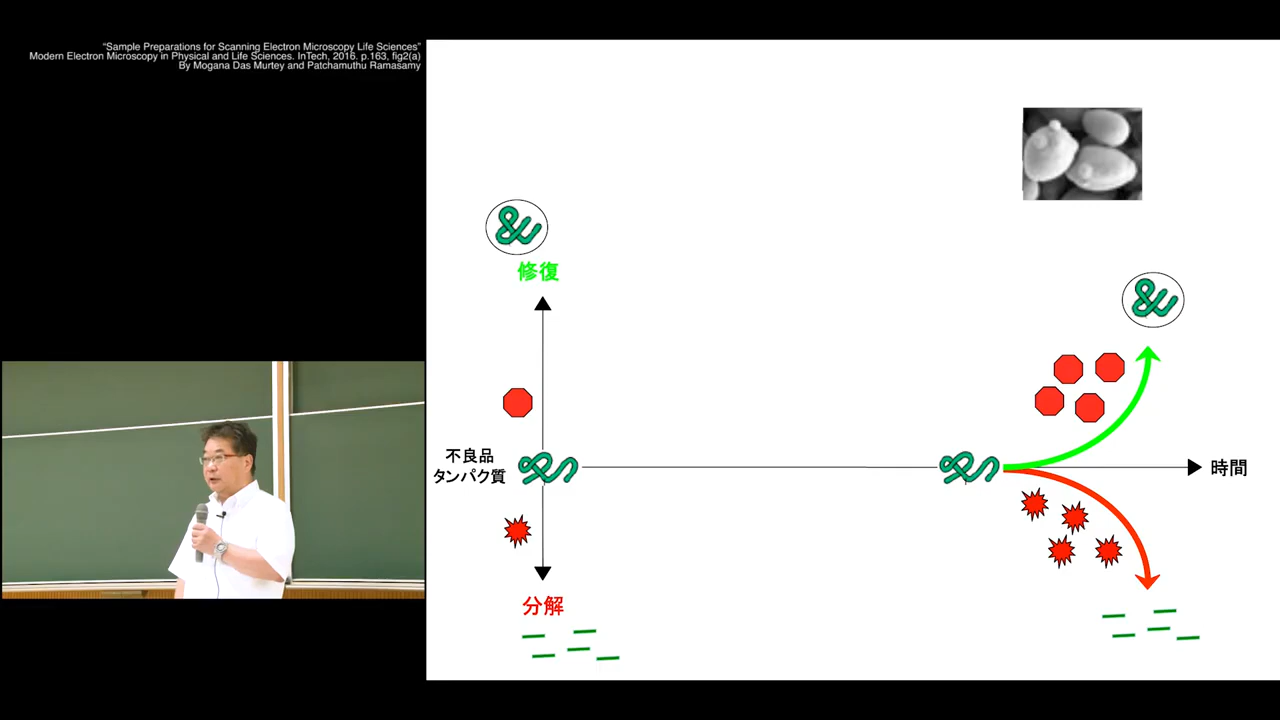 "Sample Preparations for Scanning Electron Microscopy Life Sciences"
Modern Electron Microscopy in Physical and Life Sciences. InTech, 2016. p.163, fig2(a)
By Mogana Das Murtey and Patchamuthu Ramasamy
修復
不良品
タンパク質
時間
分解